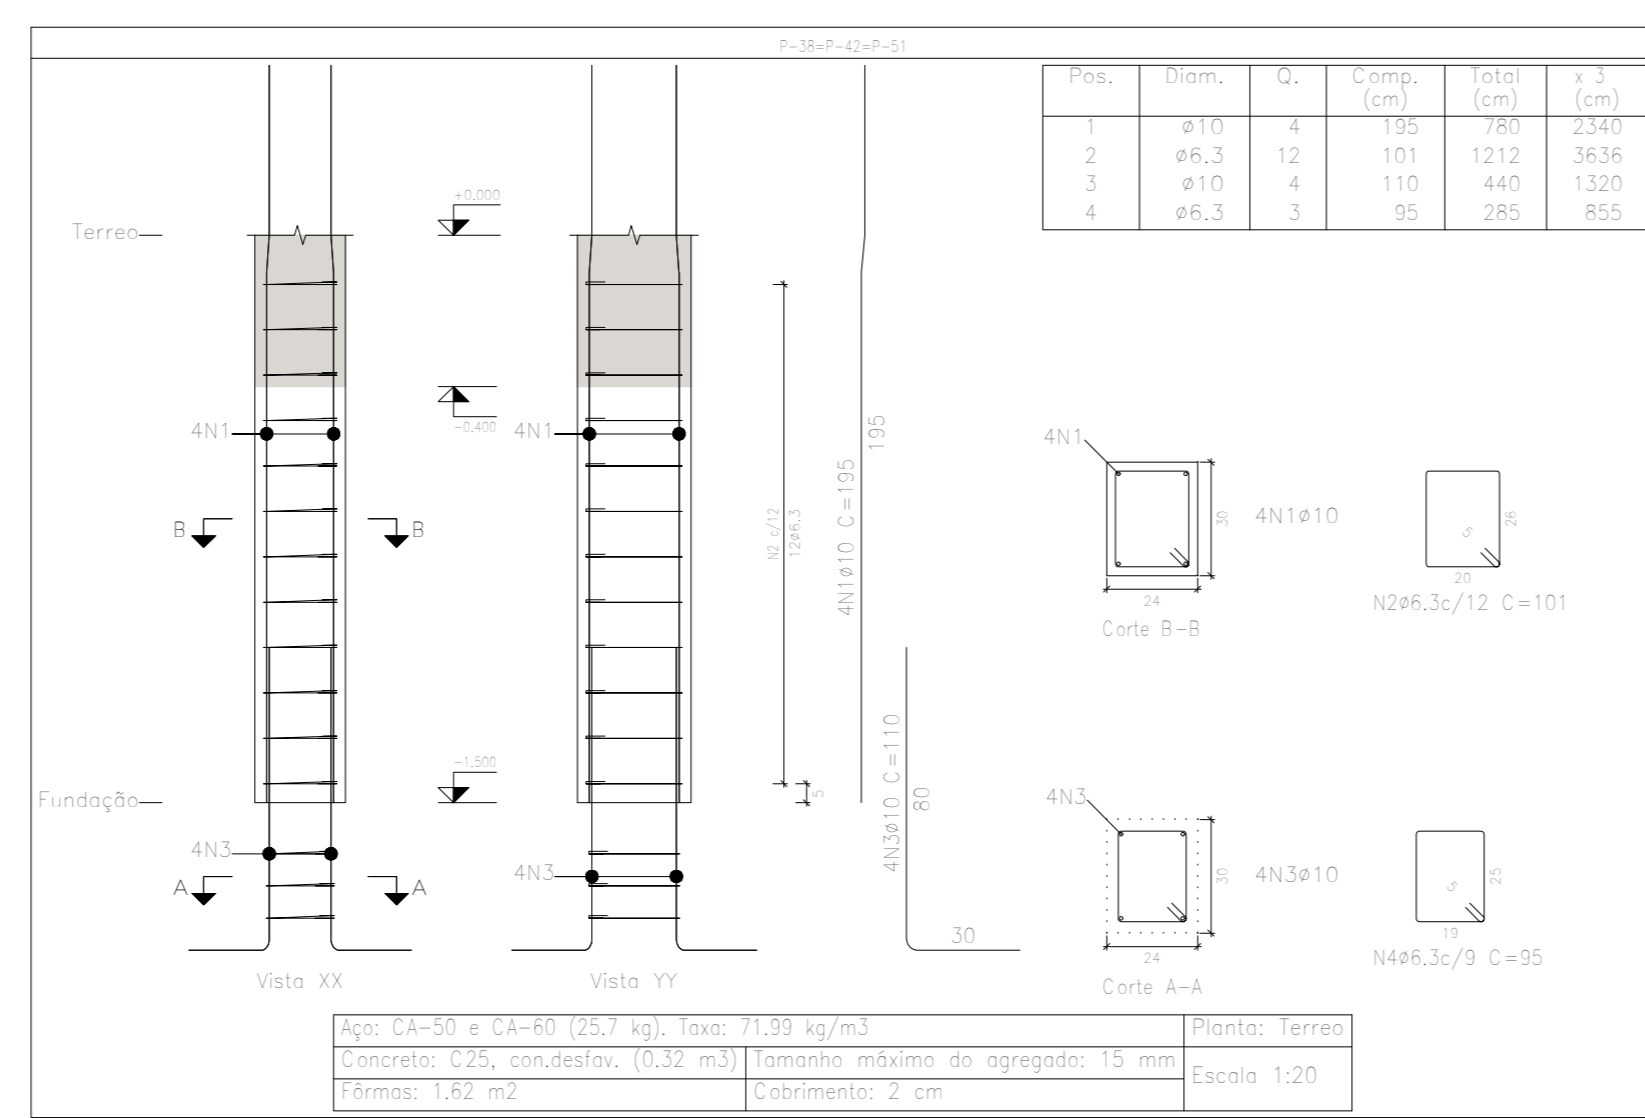 P-38=P-42=P-51
Pos. Diam. Q. Comp. (cm) Total (cm) x 3 (cm)
1 ø10 4 195 780 2340
2 ø6.3 12 101 1212 3636
3 ø10 4 110 440 1320
4 ø6.3 3 95 285 855
Terreo
+0.000
4N1
-0.400
4N1
B
B
Fundação
-1.500
4N3
4N3
A
A
Vista XX
Vista YY
N2 c/12
12ø6.3
5
4N1ø10 C=195
195
4N3ø10 C=110
80
30
4N1
30
24
4N1ø10
Corte B-B
5
26
20
N2ø6.3c/12 C=101
4N3
30
24
4N3ø10
Corte A-A
5
25
19
N4ø6.3c/9 C=95
Aço: CA-50 e CA-60 (25.7 kg). Taxa: 71.99 kg/m3
Planta: Terreo
Concreto: C25, con.desfav. (0.32 m3)
Tamanho máximo do agregado: 15 mm
Escala 1:20
Fôrmas: 1.62 m2
Cobrimento: 2 cm